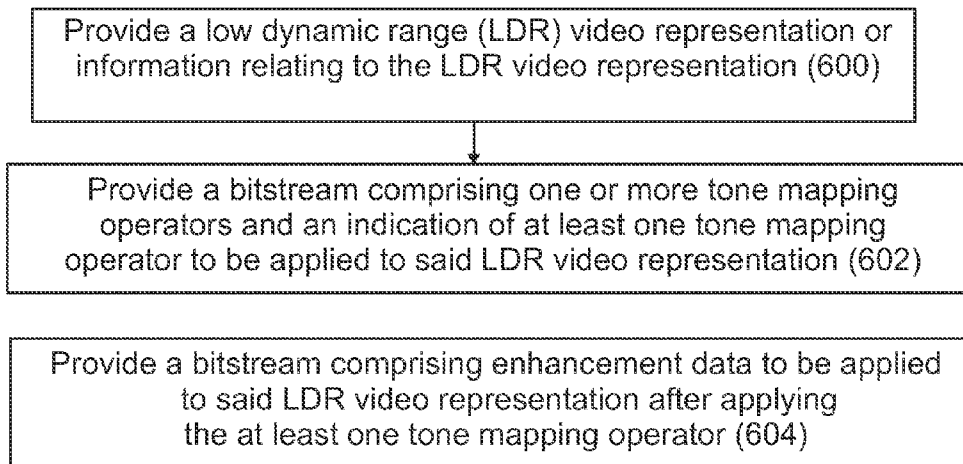 Provide a low dynamic range (LDR) video representation or
information relating to the LDR video representation (600)
Provide a bitstream comprising one or more tone mapping
operators and an indication of at least one tone mapping
operator to be applied to said LDR video representation (602)
Provide a bitstream comprising enhancement data to be applied
to said LDR video representation after applying
the at least one tone mapping operator (604)